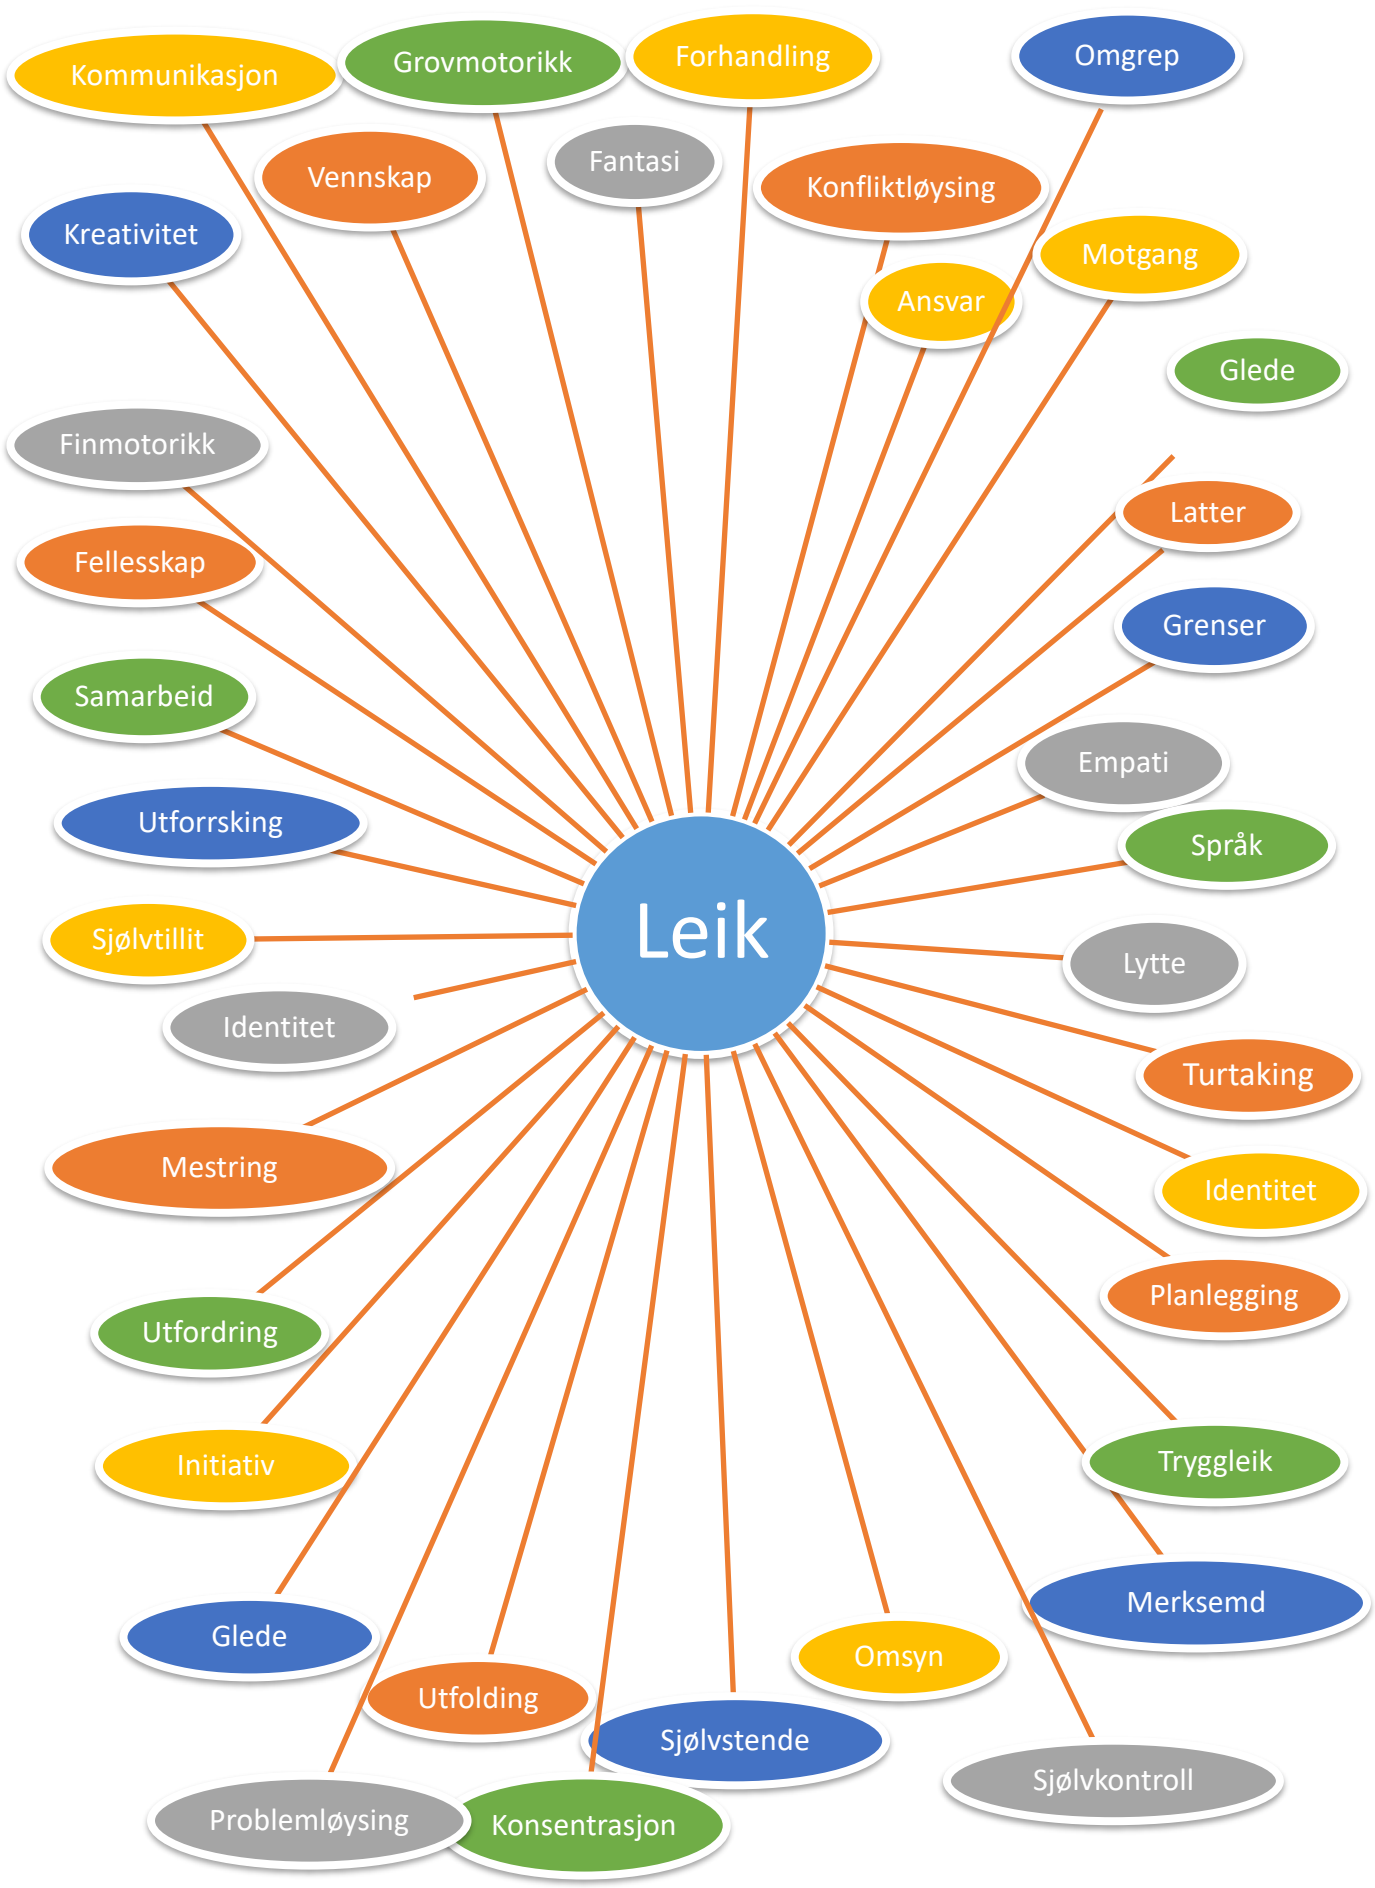 Omgrep
Grovmotorikk
Forhandling
Kommunikasjon
Fantasi
Vennskap
Konfliktløysing
Kreativitet
Motgang
Ansvar
Glede
Finmotorikk
Latter
Fellesskap
Grenser
Samarbeid
Empati
Utforrsking
Språk
Leik
Sjølvtillit
Lytte
Identitet
Turtaking
Mestring
Identitet
Planlegging
Utfordring
Tryggleik
Initiativ
Merksemd
Glede
Omsyn
Utfolding
Sjølvstende
Sjølvkontroll
Problemløysing
Konsentrasjon